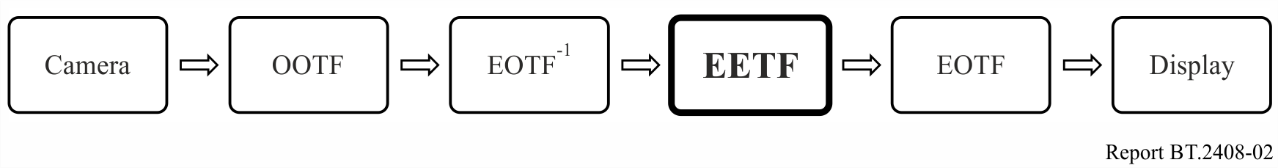 Camera OOTF EOTF⁻¹ EETF EOTF Display
Report BT.2408-02